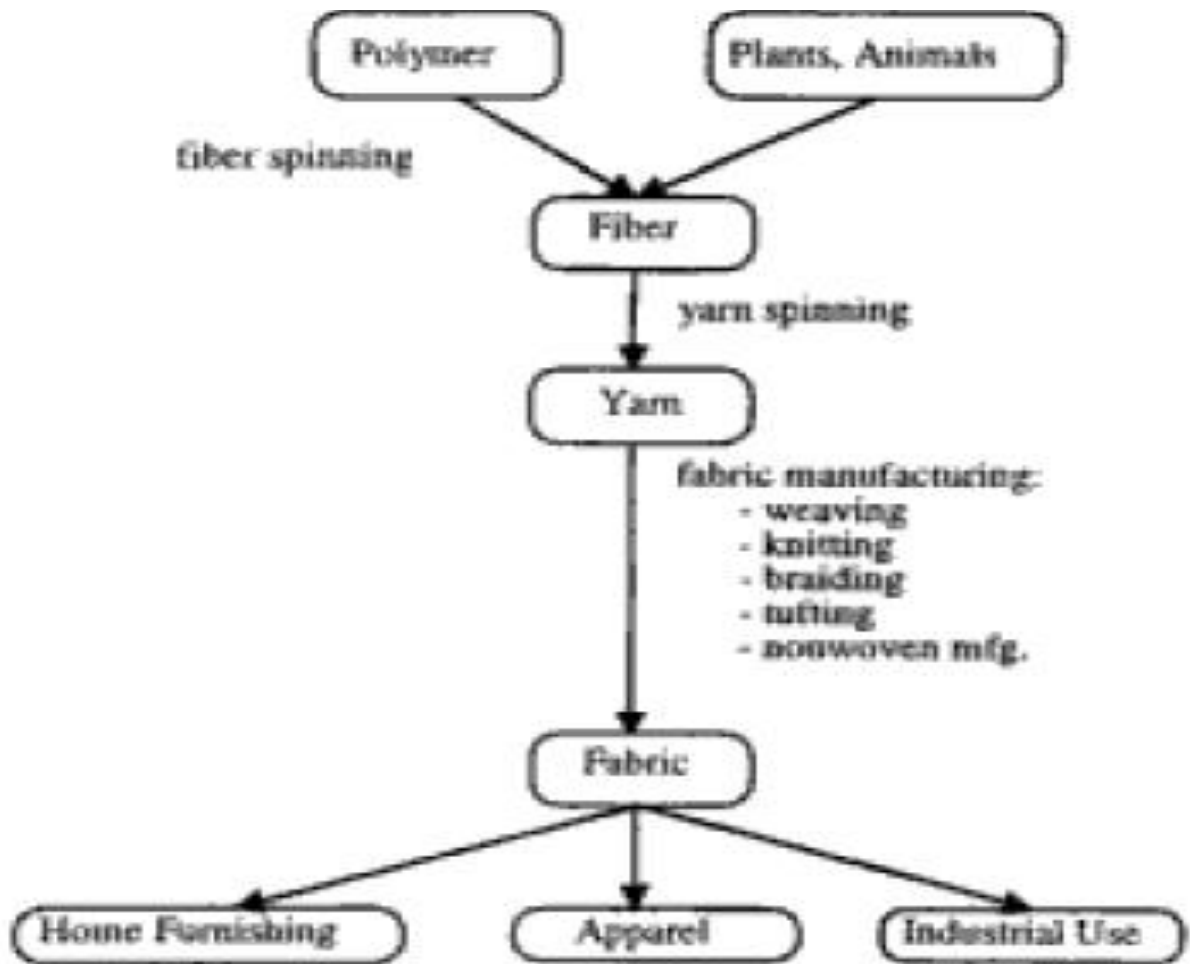 Polymer
Plants, Animals
fiber spinning
Fiber
yarn spinning
Yarn
fabric manufacturing:
- weaving
- knitting
- braiding
- tufting
- nonwoven mfg.
Fabric
Home Furnishing
Apparel
Industrial Use